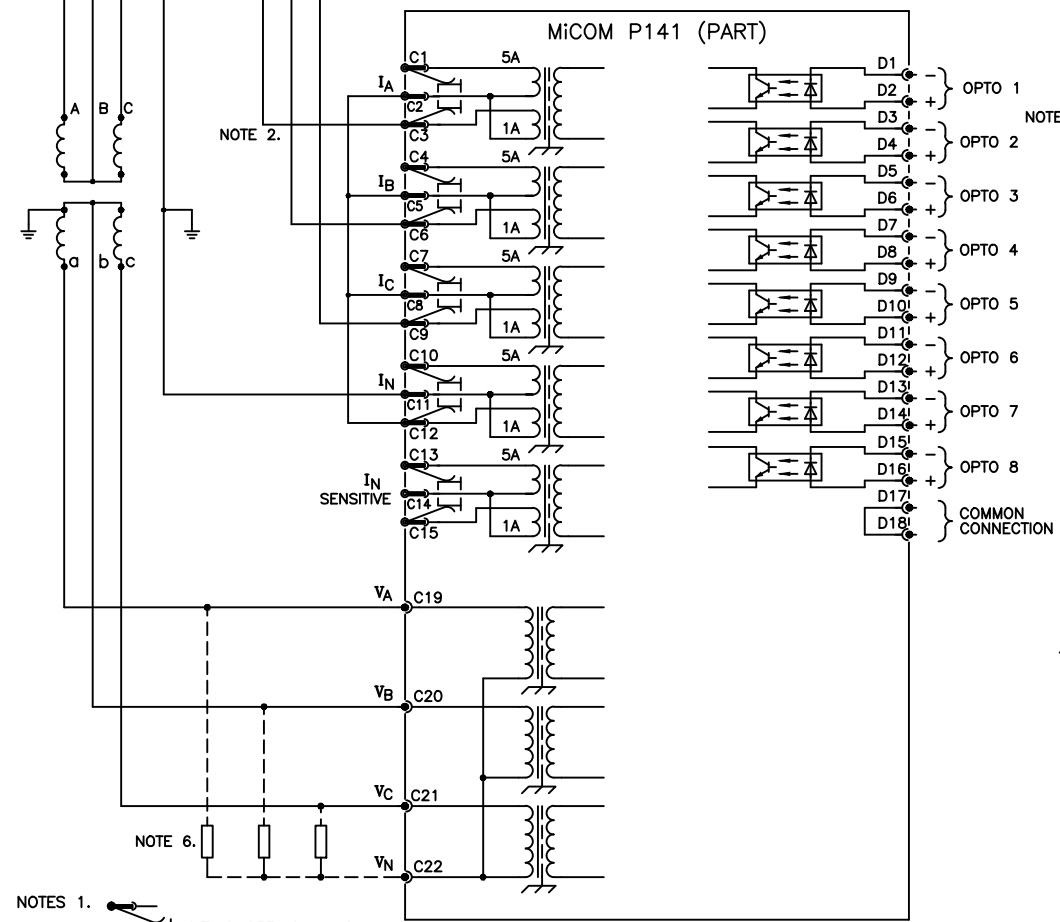 MiCOM P141 (PART)
C1
5A
D1
–
IA
C2
D2
+
OPTO 1
A
B
C
NOTE 2.
C3
1A
D3
–
NOTE
C4
5A
D4
+
OPTO 2
IB
C5
D5
–
C6
1A
D6
+
OPTO 3
a
b
c
C7
5A
D7
–
D8
+
OPTO 4
IC
C8
D9
–
C9
1A
D10
+
OPTO 5
C10
5A
D11
–
D12
+
OPTO 6
IN
C11
D13
–
C12
1A
D14
+
OPTO 7
C13
5A
D15
–
IN
SENSITIVE
C14
D16
+
OPTO 8
C15
1A
D17
D18
COMMON
CONNECTION
VA
C19
VB
C20
VC
C21
NOTE 6.
VN
C22
NOTES 1.